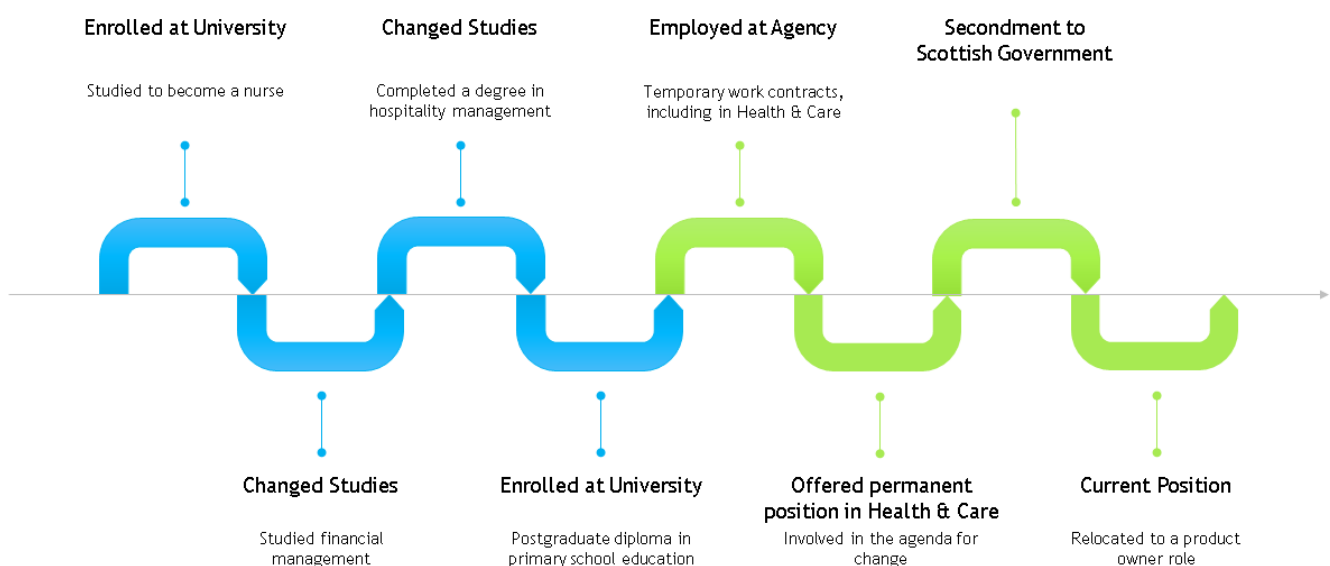 Enrolled at University
Studied to become a nurse
Changed Studies
Completed a degree in
hospitality management
Employed at Agency
Temporary work contracts,
including in Health & Care
Secondment to
Scottish Government
Changed Studies
Studied financial
management
Enrolled at University
Postgraduate diploma in
primary school education
Offered permanent
position in Health & Care
Involved in the agenda for
change
Current Position
Relocated to a product
owner role